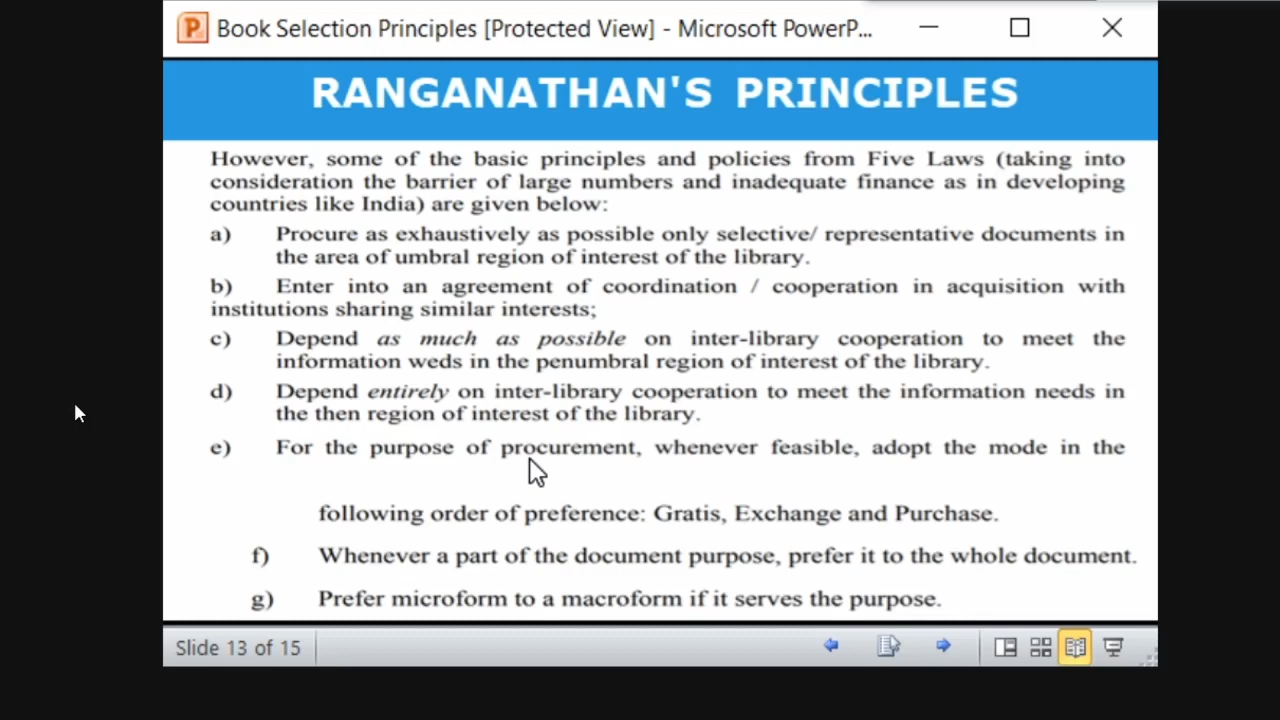 Book Selection Principles [Protected View] - Microsoft PowerP...
RANGANATHAN'S PRINCIPLES
However, some of the basic principles and policies from Five Laws (taking into
consideration the barrier of large numbers and inadequate finance as in developing
countries like India) are given below:
a) Procure as exhaustively as possible only selective/ representative documents in
the area of umbral region of interest of the library.
b) Enter into an agreement of coordination / cooperation in acquisition with
institutions sharing similar interests;
c) Depend as much as possible on inter-library cooperation to meet the
information weds in the penumbral region of interest of the library.
d) Depend entirely on inter-library cooperation to meet the information needs in
the then region of interest of the library.
e) For the purpose of procurement, whenever feasible, adopt the mode in the
following order of preference: Gratis, Exchange and Purchase.
f) Whenever a part of the document purpose, prefer it to the whole document.
g) Prefer microform to a macroform if it serves the purpose.
Slide 13 of 15